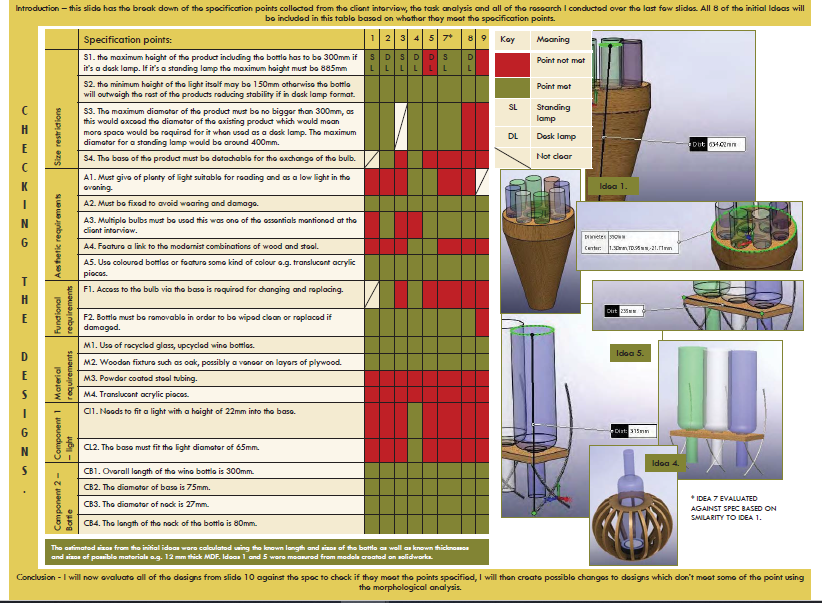 Introduction – this slide has the break down of the specification points collected from the client interview, the task analysis and all of the research I conducted over the last few slides. All 8 of the initial Ideas will
be included in this table based on whether they meet the specification points.
CHECKING THE DESIGNS.
Specification points: 1 2 3 4 5 7* 8 9
Size restrictions
S1. the maximum height of the product including the bottle has to be 300mm if
it's a desk lamp. If it's a standing lamp the maximum height must be 885mm
S L D L S L D L D L S L D L
S2. the minimum height of the light itself may be 150mm otherwise the bottle
will outweigh the rest of the products reducing stability if in desk lamp format.
S3. The maximum diameter of the product must be no bigger than 300mm, as
this would exceed the diameter of the existing product which would mean
more space would be required for it when used as a desk lamp. The maximum
diameter for a standing lamp would be around 400mm.
S4. The base of the product must be detachable for the exchange of the bulb.
Aesthetic requirements
A1. Must give of plenty of light suitable for reading and as a low light in the
evening.
A2. Must be fixed to avoid wearing and damage.
A3. Multiple bulbs must be used this was one of the essentials mentioned at the
client interview.
A4. Feature a link to the modernist combinations of wood and steel.
A5. Use coloured bottles or feature some kind of colour e.g. translucent acrylic
pieces.
Functional requirements
F1. Access to the bulb via the base is required for changing and replacing.
F2. Bottle must be removable in order to be wiped clean or replaced if
damaged.
Material requirements
M1. Use of recycled glass, upcycled wine bottles.
M2. Wooden fixture such as oak, possibly a veneer on layers of plywood.
M3. Powder coated steel tubing.
M4. Translucent acrylic pieces.
Component 1 – light
Cl1. Needs to fit a light with a height of 22mm into the base.
CL2. The base must fit the light diameter of 65mm.
Component 2 – Bottle
CB1. Overall length of the wine bottle is 300mm.
CB2. The diameter of base is 75mm.
CB3. The diameter of neck is 27mm.
CB4. The length of the neck of the bottle is 80mm.
The estimated sizes from the initial ideas were calculated using the known length and sizes of the bottle as well as known thicknesses
and sizes of possible materials e.g. 12 mm thick MDF. Ideas 1 and 5 were measured from models created on solidworks.
Key Meaning
Point not met
Point met
SL Standing
lamp
DL Desk lamp
Not clear
Idea 1.
Idea 5.
Idea 4.
* IDEA 7 EVALUATED
AGAINST SPEC BASED ON
SMILARITY TO IDEA 1.
Conclusion - I will now evaluate all of the designs from slide 10 against the spec to check if they meet the points specified, I will then create possible changes to designs which don't meet some of the point using
the morphological analysis.